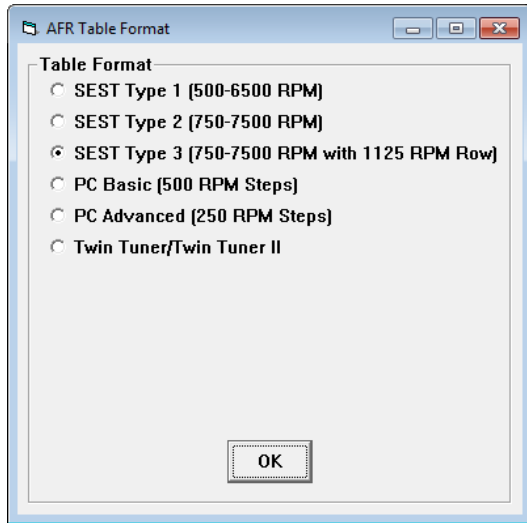 AFR Table Format
Table Format
SEST Type 1 (500-6500 RPM)
SEST Type 2 (750-7500 RPM)
SEST Type 3 (750-7500 RPM with 1125 RPM Row)
PC Basic (500 RPM Steps)
PC Advanced (250 RPM Steps)
Twin Tuner/Twin Tuner II
OK